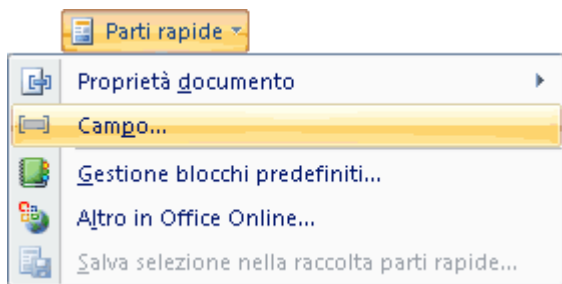 Parti rapide
Proprietà documento
Campo...
Gestione blocchi predefiniti...
Altro in Office Online...
Salva selezione nella raccolta parti rapide...